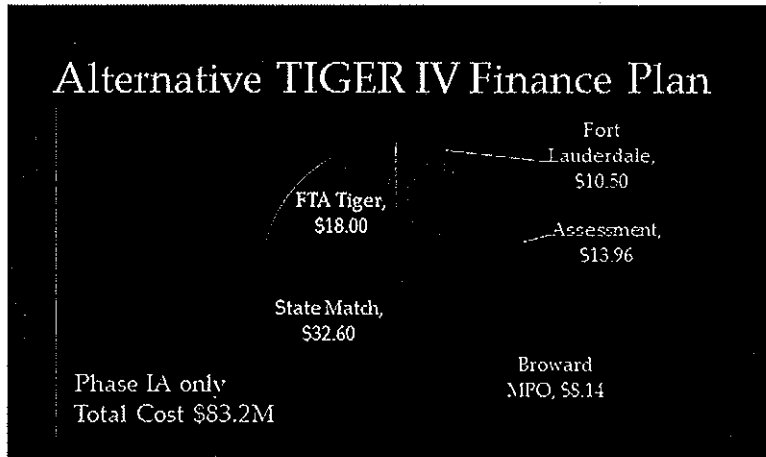 Alternative TIGER IV Finance Plan
Fort
Lauderdale,
$10.50
FTA Tiger,
$18.00
Assessment,
$13.96
State Match,
$32.60
Broward
MPO, $8.14
Phase IA only
Total Cost $83.2M